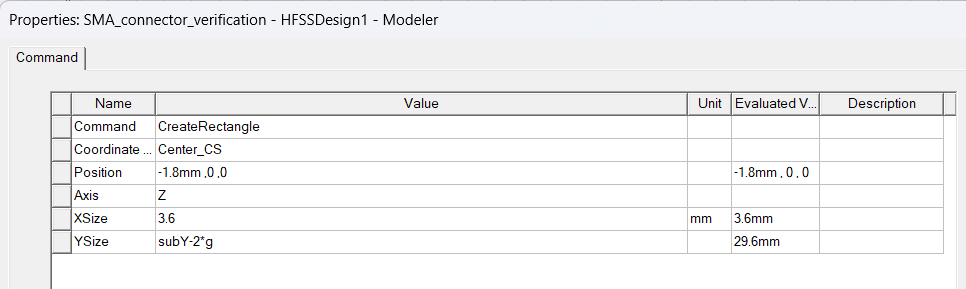 Properties: SMA_connector_verification - HFSSDesign1 - Modeler
Command
Name Value Unit Evaluated V... Description
Command CreateRectangle
Coordinate ... Center_CS
Position -1.8mm ,0 ,0 -1.8mm , 0 , 0
Axis Z
XSize 3.6 mm 3.6mm
YSize subY-2*g 29.6mm